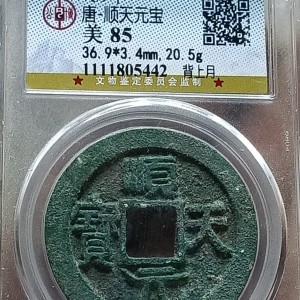 唐·顺天元宝
美 85
36.9*3.4mm,20.5g
1111805442 背上月
文物鉴定委员会监制
順天元寶